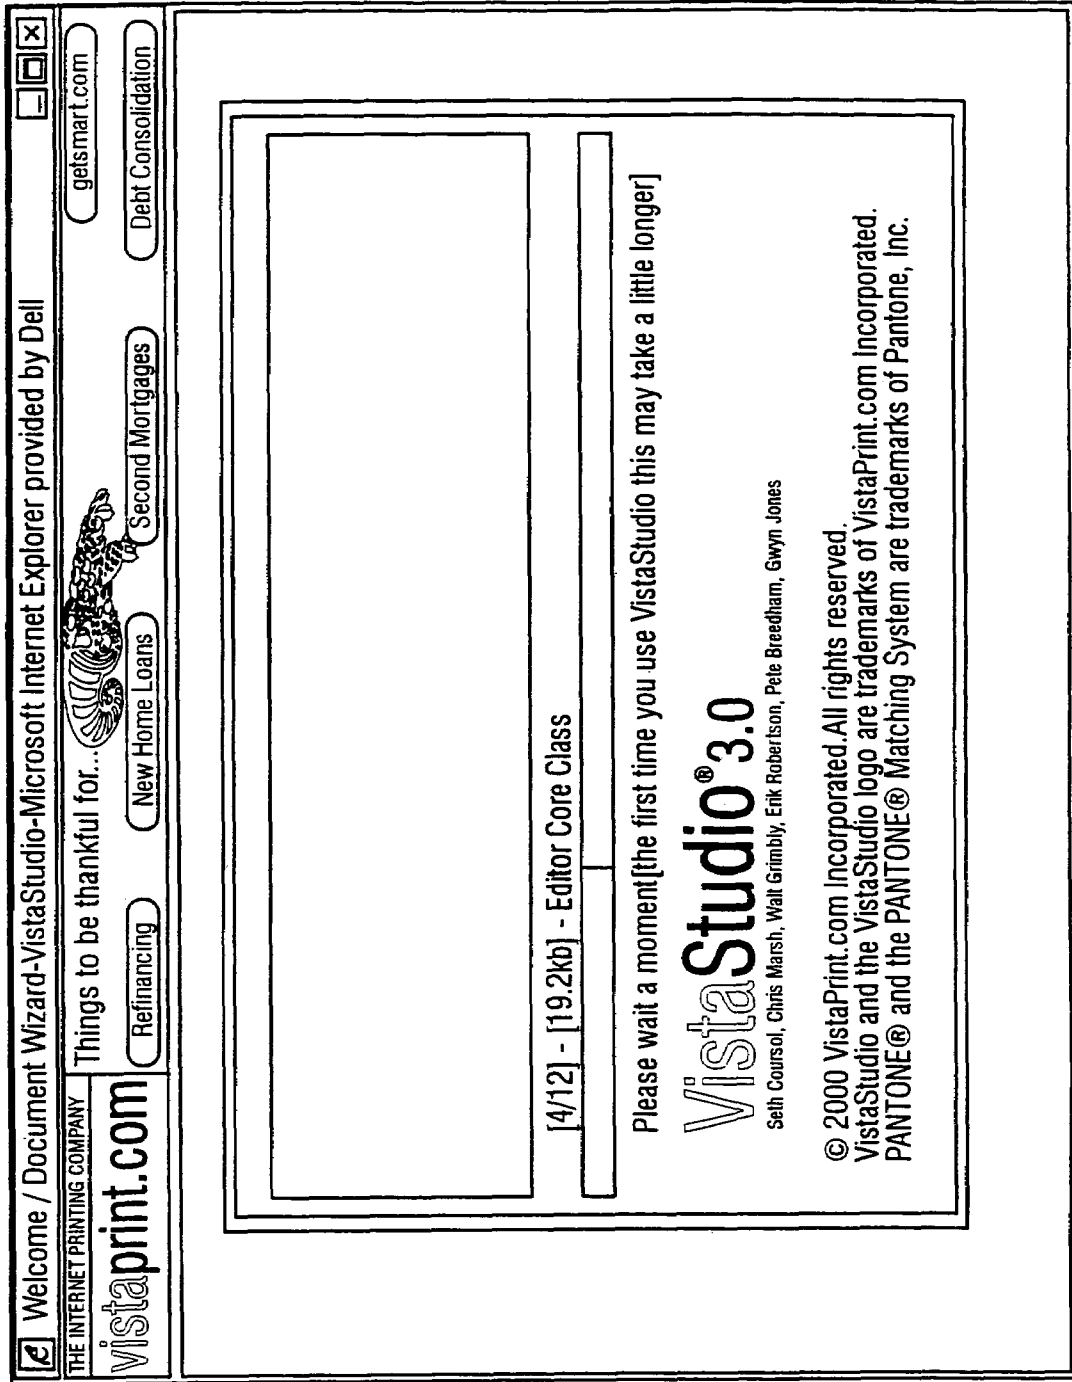 Welcome / Document Wizard-VistaStudio-Microsoft Internet Explorer provided by Dell
THE INTERNET PRINTING COMPANY
vistaprint.com
Things to be thankful for...
getsmart.com
Refinancing
New Home Loans
Second Mortgages
Debt Consolidation
[4/12] - [19.2kb] - Editor Core Class
Please wait a moment[the first time you use VistaStudio this may take a little longer]
VistaStudio® 3.0
Seth Coursol, Chris Marsh, Walt Grimbly, Erik Robertson, Pete Breedham, Gwyn Jones
© 2000 VistaPrint.com Incorporated.All rights reserved.
VistaStudio and the VistaStudio logo are trademarks of VistaPrint.com Incorporated.
PANTONE® and the PANTONE® Matching System are trademarks of Pantone, Inc.